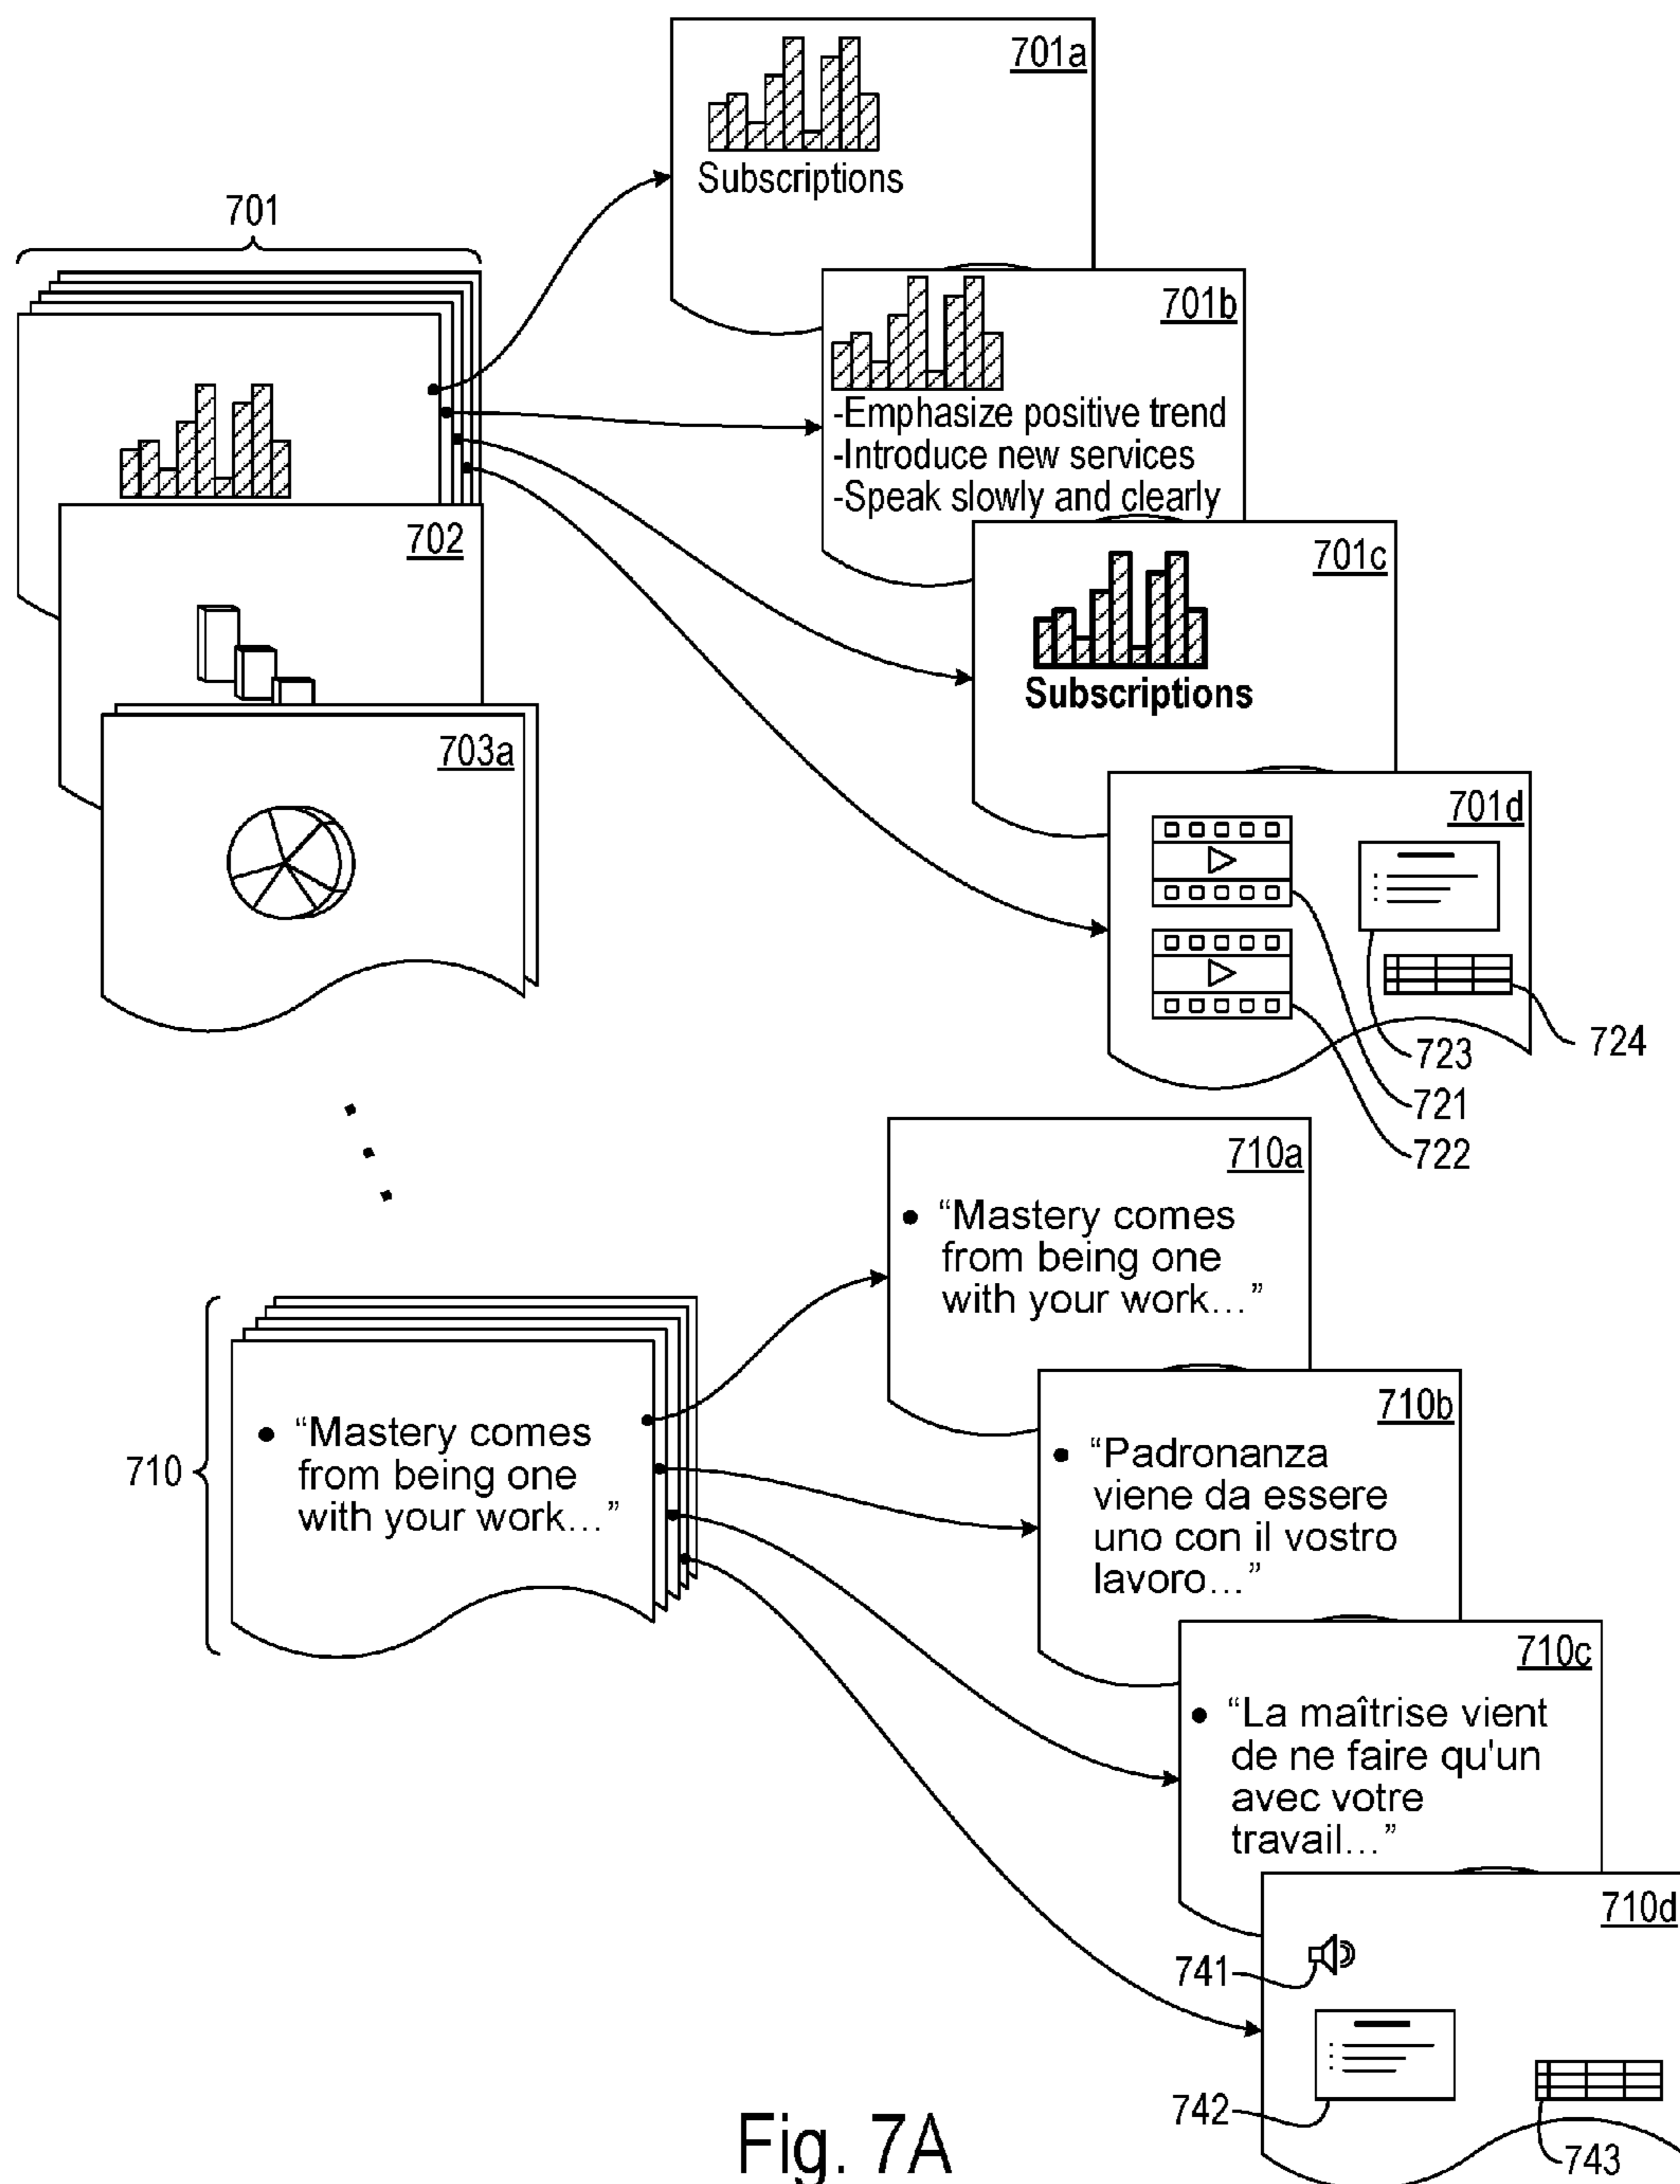 701a
Subscriptions
701
701b
-Emphasize positive trend
-Introduce new services
-Speak slowly and clearly
702
701c
Subscriptions
703a
701d
724
723
721
722
710a
• “Mastery comes
from being one
with your work...”
710
• “Mastery comes
from being one
with your work...”
710b
• “Padronanza
viene da essere
uno con il vostro
lavoro...”
710c
• “La maîtrise vient
de ne faire qu'un
avec votre
travail...”
710d
741
742
743
Fig. 7A